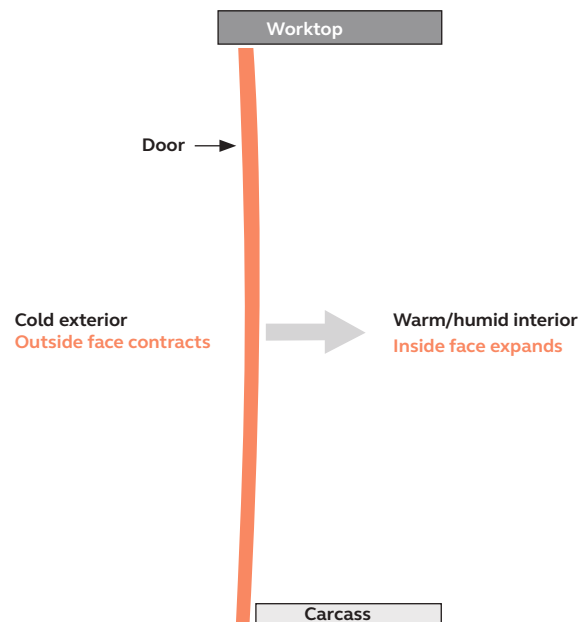 Worktop
Door
Cold exterior
Outside face contracts
Warm/humid interior
Inside face expands
Carcass